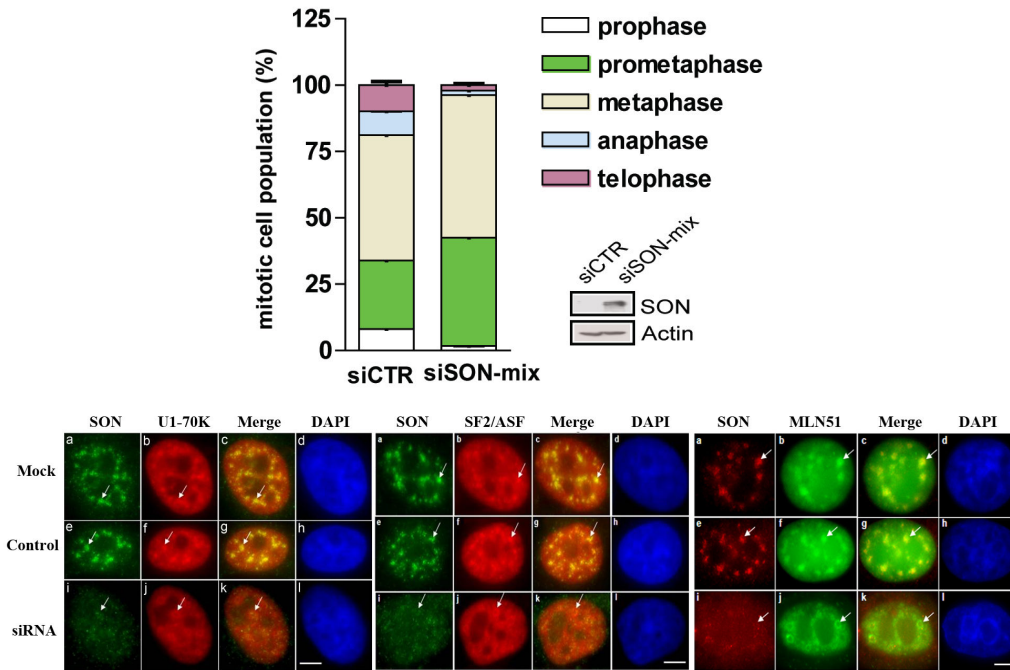 125
100
75
50
25
0
mitotic cell population (%)
siCTR siSON-mix
prophase
prometaphase
metaphase
anaphase
telophase
siCTR
siSON-mix
SON
Actin
SON U1-70K Merge DAPI SON SF2/ASF Merge DAPI SON MLN51 Merge DAPI
Mock
a b c d a b c d a b c d
Control
e f g h e f g h e f g h
siRNA
i j k l i j k l i j k l